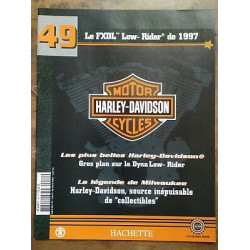 49
Le FXDL™ Low-Rider® de 1997
MOTOR
HARLEY-DAVIDSON
CYCLES
Les plus belles Harley-Davidson®
Gros plan sur la Dyna Low-Rider
La légende de Milwaukee
Harley-Davidson, source inépuisable
de "collectibles"
HACHETTE